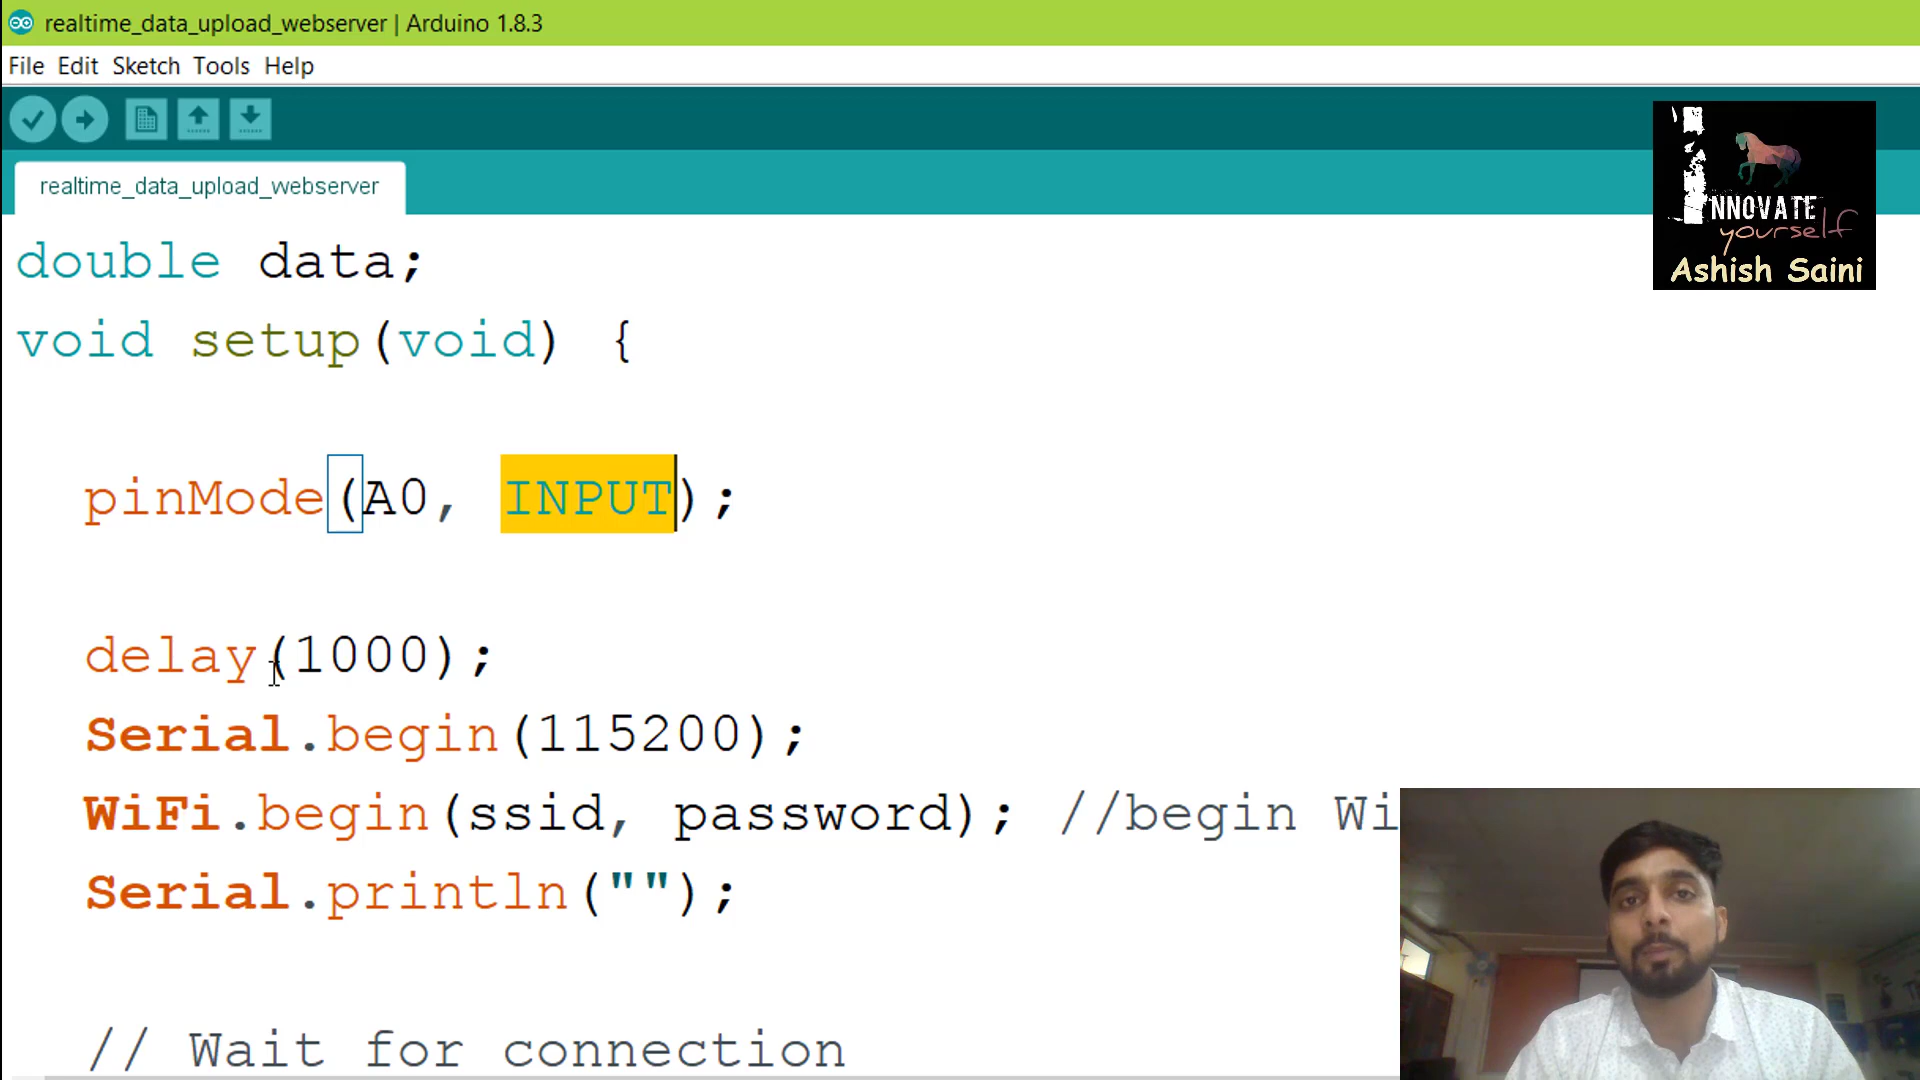 realtime_data_upload_webserver | Arduino 1.8.3
File Edit Sketch Tools Help
realtime_data_upload_webserver
NNOVATE
yourself
Ashish Saini
double data;
void setup(void) {
pinMode(A0, INPUT);
delay(1000);
Serial.begin(115200);
WiFi.begin(ssid, password); //begin Wi
Serial.println("");
// Wait for connection